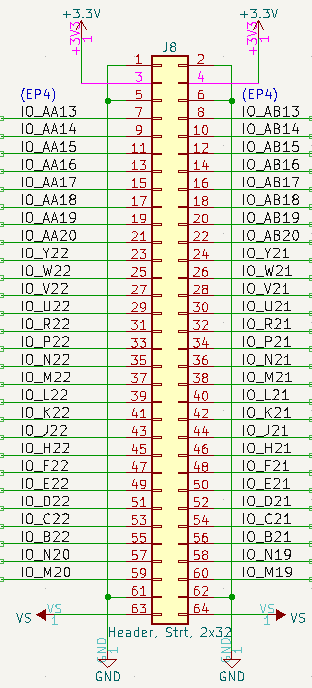 +3.3V +3.3V
+3V3 1 +3V3 1
J8
1 2
3 4
(EP4) 5 6 (EP4)
IO_AA13 7 8 IO_AB13
IO_AA14 9 10 IO_AB14
IO_AA15 11 12 IO_AB15
IO_AA16 13 14 IO_AB16
IO_AA17 15 16 IO_AB17
IO_AA18 17 18 IO_AB18
IO_AA19 19 20 IO_AB19
IO_AA20 21 22 IO_AB20
IO_Y22 23 24 IO_Y21
IO_W22 25 26 IO_W21
IO_V22 27 28 IO_V21
IO_U22 29 30 IO_U21
IO_R22 31 32 IO_R21
IO_P22 33 34 IO_P21
IO_N22 35 36 IO_N21
IO_M22 37 38 IO_M21
IO_L22 39 40 IO_L21
IO_K22 41 42 IO_K21
IO_J22 43 44 IO_J21
IO_H22 45 46 IO_H21
IO_F22 47 48 IO_F21
IO_E22 49 50 IO_E21
IO_D22 51 52 IO_D21
IO_C22 53 54 IO_C21
IO_B22 55 56 IO_B21
IO_N20 57 58 IO_N19
IO_M20 59 60 IO_M19
61 62
VS VS 1 63 64 VS 1 VS
Header, Strt, 2x32
GND 1 GND 1
GND GND